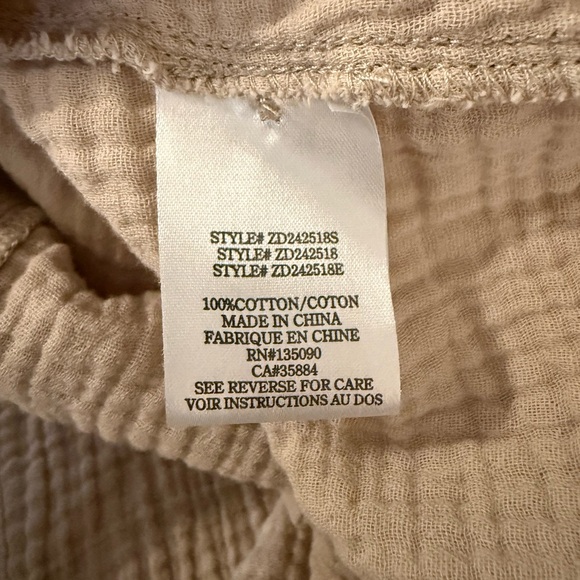 STYLE# ZD242518S
STYLE# ZD242518
STYLE# ZD242518E
100%COTTON/COTON
MADE IN CHINA
FABRIQUE EN CHINE
RN#135090
CA#35884
SEE REVERSE FOR CARE
VOIR INSTRUCTIONS AU DOS